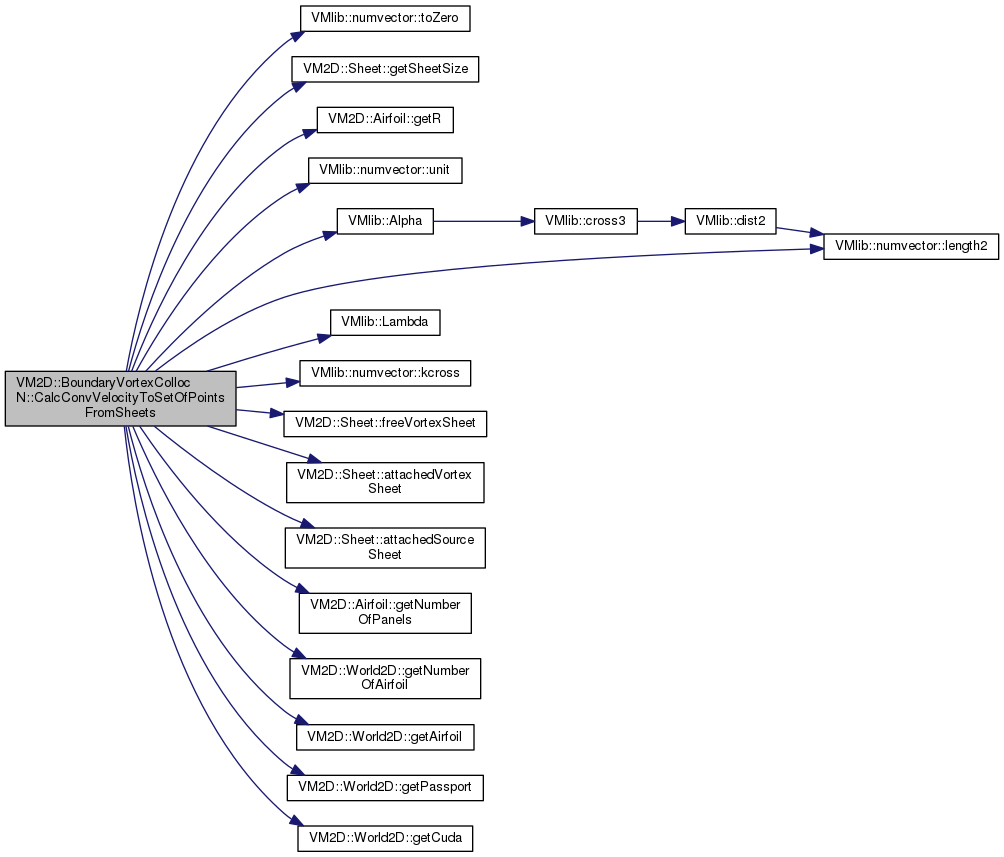 VMlib::numvector::toZero
VM2D::Sheet::getSheetSize
VM2D::Airfoil::getR
VMlib::numvector::unit
VMlib::Alpha
VMlib::cross3
VMlib::dist2
VMlib::numvector::length2
VMlib::Lambda
VMlib::numvector::kcross
VM2D::BoundaryVortexColloc
N::CalcConvVelocityToSetOfPoints
FromSheets
VM2D::Sheet::freeVortexSheet
VM2D::Sheet::attachedVortex
Sheet
VM2D::Sheet::attachedSource
Sheet
VM2D::Airfoil::getNumber
OfPanels
VM2D::World2D::getNumber
OfAirfoil
VM2D::World2D::getAirfoil
VM2D::World2D::getPassport
VM2D::World2D::getCuda